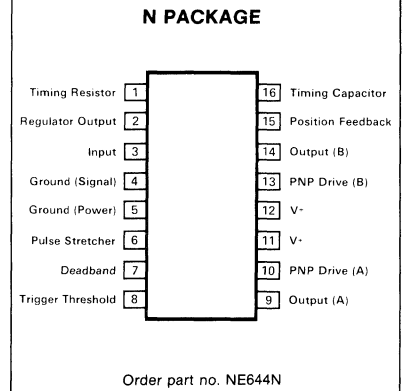 N PACKAGE
Timing Resistor 1
Regulator Output 2
Input 3
Ground (Signal) 4
Ground (Power) 5
Pulse Stretcher 6
Deadband 7
Trigger Threshold 8
16 Timing Capacitor
15 Position Feedback
14 Output (B)
13 PNP Drive (B)
12 V-
11 V+
10 PNP Drive (A)
9 Output (A)
Order part no. NE644N